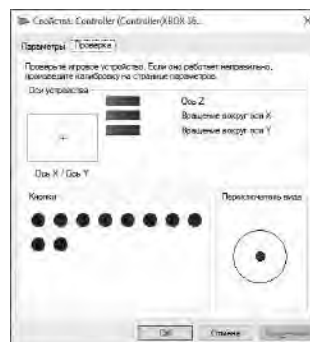 Свойства: Controller (Controller(XBOX 36...
Параметры Проверка
Проверьте игровое устройство. Если оно работает неправильно,
произведите калибровку на странице параметров.
Оси устройства
Ось Z
Вращение вокруг оси X
Вращение вокруг оси Y
Ось X / Ось Y
Кнопки
Переключатель вида
ОК Отмена